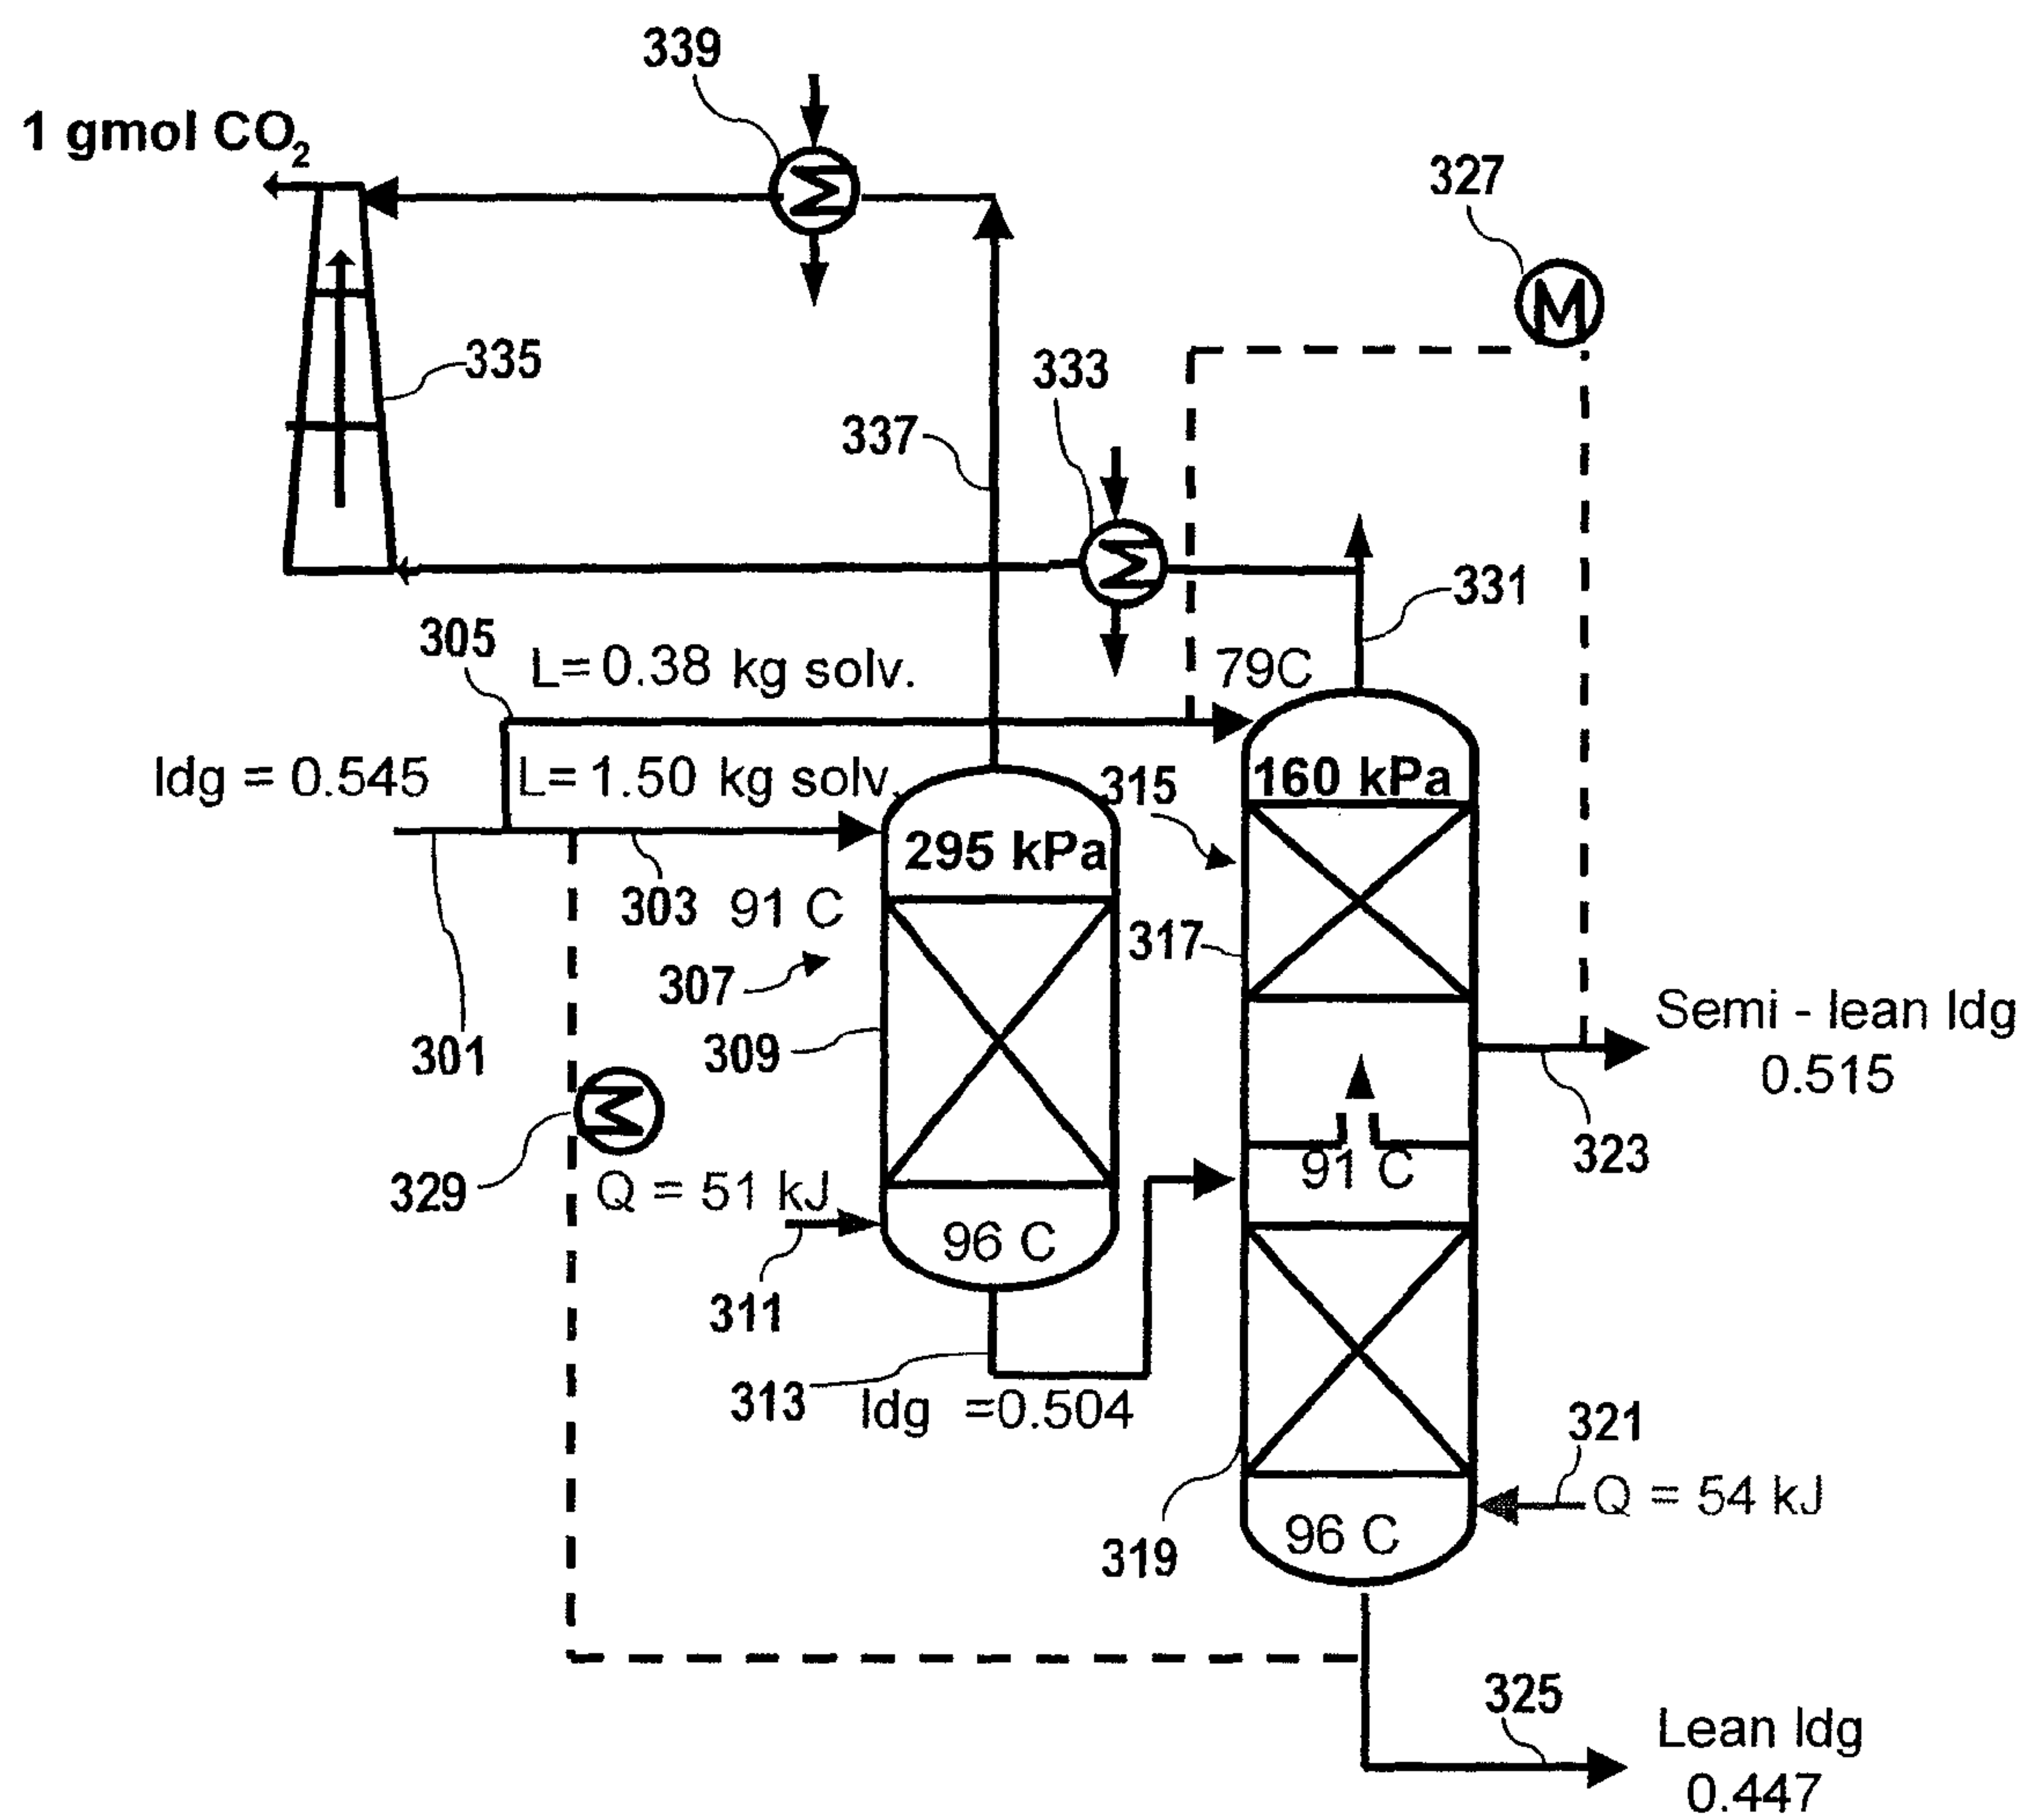 339
1 gmol CO2
327
335
333
337
331
305
L= 0.38 kg solv.
79C
ldg = 0.545
L= 1.50 kg solv.
315
160 kPa
295 kPa
303
91 C
317
307
301
309
Semi - lean ldg
0.515
329
Q = 51 kJ
91 C
323
96 C
311
313
ldg =0.504
321
Q = 54 kJ
319
96 C
325
Lean ldg
0.447